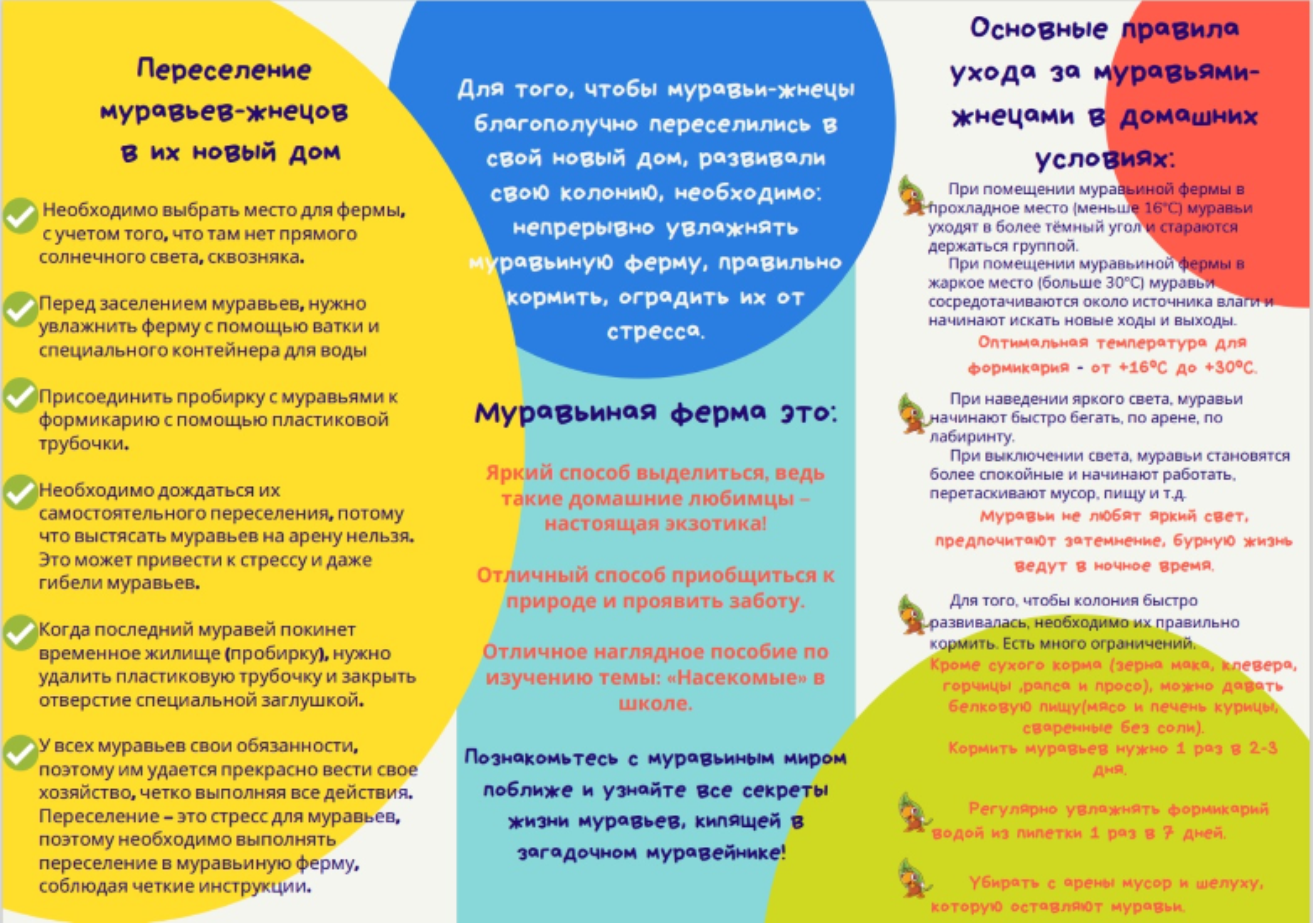 Переселение
муравьев-жнецов
в их новый дом
Необходимо выбрать место для фермы,
с учетом того, что там нет прямого
солнечного света, сквозняка.
Перед заселением муравьев, нужно
увлажнить ферму с помощью ватки и
специального контейнера для воды
Присоединить пробирку с муравьями к
формикарию с помощью пластиковой
трубочки.
Необходимо дождаться их
самостоятельного переселения, потому
что выстясать муравьев на арену нельзя.
Это может привести к стрессу и даже
гибели муравьев.
Когда последний муравей покинет
временное жилище (пробирку), нужно
удалить пластиковую трубочку и закрыть
отверстие специальной заглушкой.
У всех муравьев свои обязанности,
поэтому им удается прекрасно вести свое
хозяйство, четко выполняя все действия.
Переселение – это стресс для муравьев,
поэтому необходимо выполнять
переселение в муравьиную ферму,
соблюдая четкие инструкции.
Для того, чтобы муравьи-жнецы
благополучно переселились в
свой новый дом, развивали
свою колонию, необходимо:
непрерывно увлажнять
муравьиную ферму, правильно
кормить, оградить их от
стресса.
Муравьиная ферма это:
Яркий способ выделиться, ведь
такие домашние любимцы –
настоящая экзотика!
Отличный способ приобщиться к
природе и проявить заботу.
Отличное наглядное пособие по
изучению темы: «Насекомые» в
школе.
Познакомьтесь с муравьиным миром
поближе и узнайте все секреты
жизни муравьев, кипящей в
загадочном муравейнике!
Основные правила
ухода за муравьями-
жнецами в домашних
условиях:
При помещении муравьиной фермы в
прохладное место (меньше 16°С) муравьи
уходят в более тёмный угол и стараются
держаться группой.
При помещении муравьиной фермы в
жаркое место (больше 30°С) муравьи
сосредотачиваются около источника влаги и
начинают искать новые ходы и выходы.
Оптимальная температура для
формикария - от +16°С до +30°С.
При наведении яркого света, муравьи
начинают быстро бегать, по арене, по
лабиринту.
При выключении света, муравьи становятся
более спокойные и начинают работать,
перетаскивают мусор, пищу и т.д.
Муравьи не любят яркий свет,
предпочитают затемнение, бурную жизнь
ведут в ночное время.
Для того, чтобы колония быстро
развивалась, необходимо их правильно
кормить. Есть много ограничений.
Кроме сухого корма (зерна мака, клевера,
горчицы ,рапса и просо), можно давать
белковую пищу(мясо и печень курицы,
сваренные без соли).
Кормить муравьев нужно 1 раз в 2-3
дня.
Регулярно увлажнять формикарий
водой из пипетки 1 раз в 7 дней.
Убирать с арены мусор и шелуху,
которую оставляют муравьи.